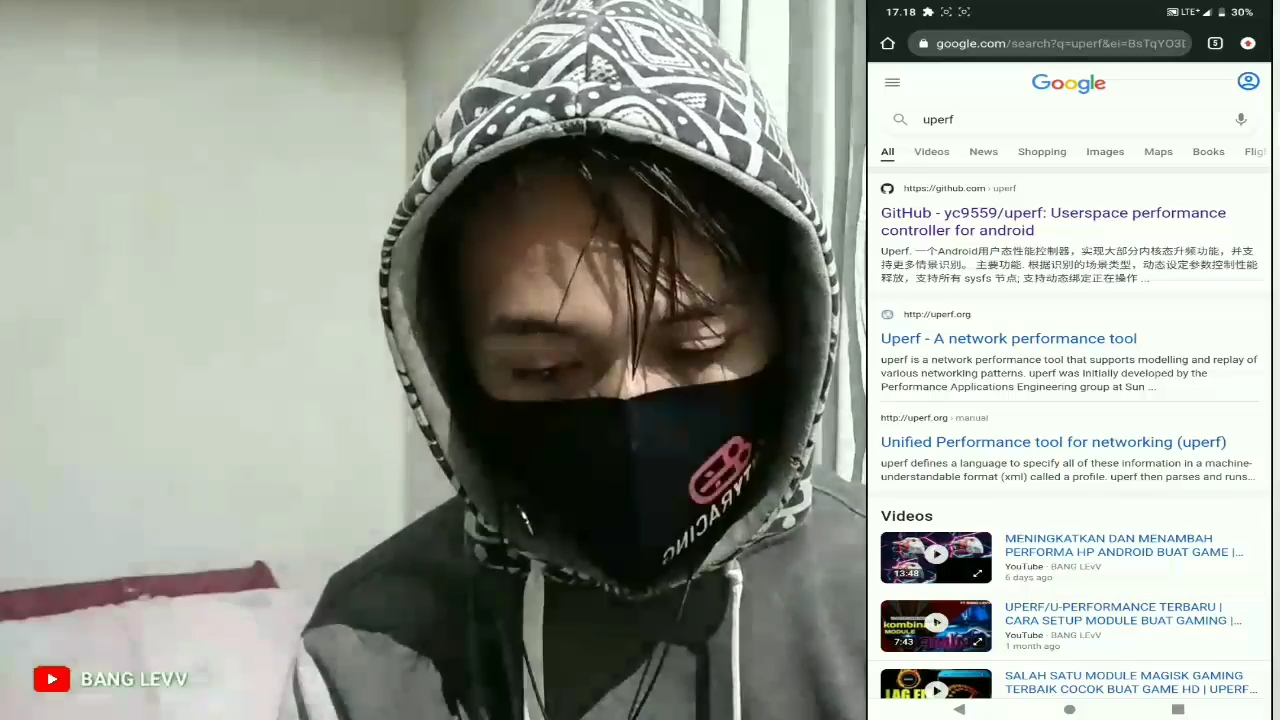 TYRACING
BANG LEVV
17.18
LTE+
30%
google.com/search?q=uperf&ei=BsTqYO3
5
Google
uperf
All Videos News Shopping Images Maps Books Fligh
https://github.com › uperf
GitHub - yc9559/uperf: Userspace performance
controller for android
Uperf. 一个Android用户态性能控制器，实现大部分内核态升频功能，并支
持更多情景识别。 主要功能. 根据识别的场景类型，动态设定参数控制性能
释放，支持所有 sysfs 节点; 支持动态绑定正在操作 ...
http://uperf.org
Uperf - A network performance tool
uperf is a network performance tool that supports modelling and replay of
various networking patterns. uperf was initially developed by the
Performance Applications Engineering group at Sun ...
http://uperf.org › manual
Unified Performance tool for networking (uperf)
uperf defines a language to specify all of these information in a machine-
understandable format (xml) called a profile. uperf then parses and runs...
Videos
13:48
MENINGKATKAN DAN MENAMBAH
PERFORMA HP ANDROID BUAT GAME |...
YouTube · BANG LEvV
6 days ago
kombina
MODULE
7:43
UPERF/U-PERFORMANCE TERBARU |
CARA SETUP MODULE BUAT GAMING |...
YouTube · BANG LEvV
1 month ago
SALAH SATU MODULE MAGISK GAMING
TERBAIK COCOK BUAT GAME HD | UPERF...